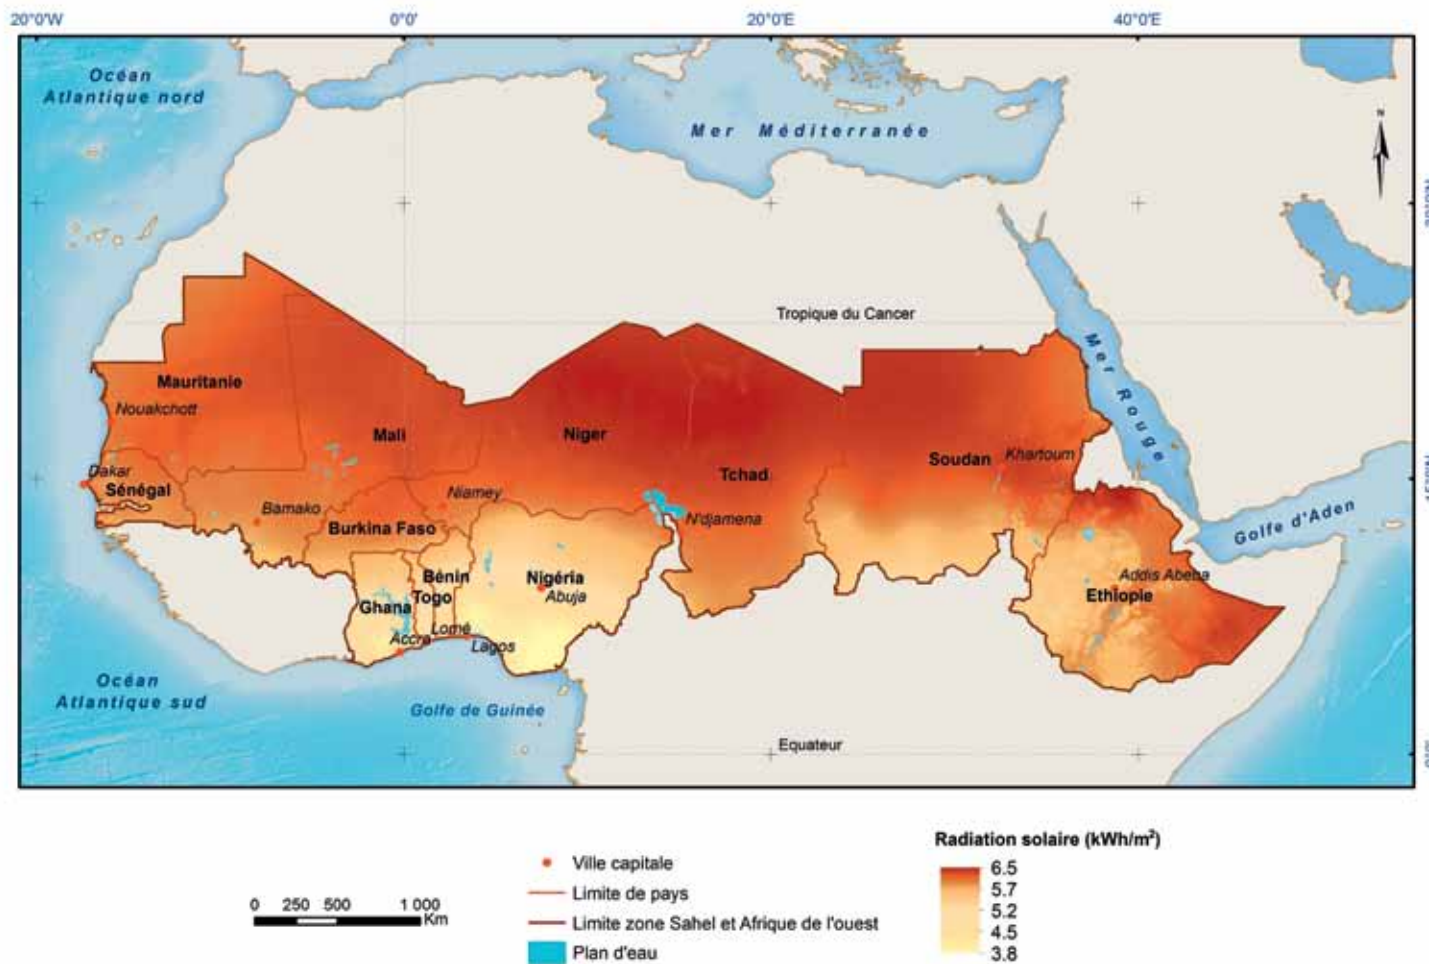 20°0'W 0°0' 20°0'E 40°0'E
Océan
Atlantique nord
Mer Méditerranée
N
Tropique du Cancer
Mer Rouge
Mauritanie
Nouakchott
Mali
Niger
Soudan
Khartoum
Dakar
Sénégal
Tchad
Niamey
Bamako
N'djamena
Burkina Faso
Golfe d'Aden
Bénin
Nigéria
Addis Abeba
Ghana
Togo
Abuja
Ethiopie
Lomé
Accra
Lagos
Océan
Atlantique sud
Golfe de Guinée
Equateur
Radiation solaire (kWh/m²)
Ville capitale
6.5
Limite de pays
5.7
0 250 500 1 000
Km
5.2
Limite zone Sahel et Afrique de l'ouest
4.5
Plan d'eau
3.8